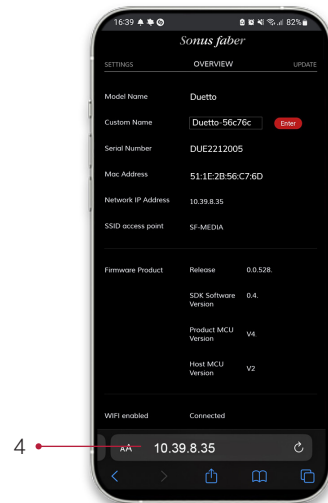 16:39 82%
Sonus faber
SETTINGS OVERVIEW UPDATE
Model Name Duetto
Custom Name Duetto-56c76c Enter
Serial Number DUE2212005
Mac Address 51:1E:2B:56:C7:6D
Network IP Address 10.39.8.35
SSID access point SF-MEDIA
Firmware Product Release 0.0.528.
SDK Software Version 0.4.
Product MCU Version V4
Host MCU Version V2
WIFI enabled Connected
4
AA 10.39.8.35